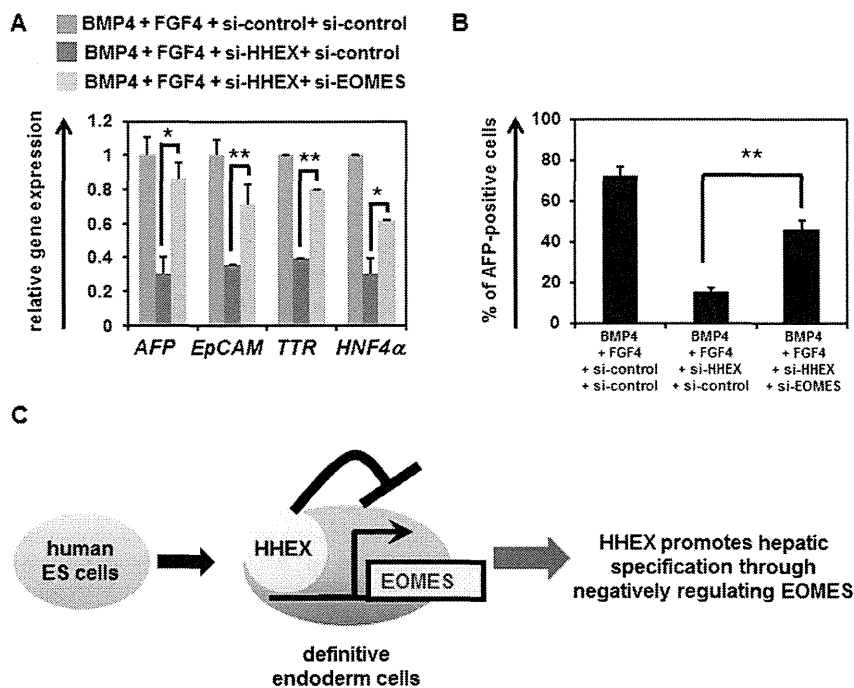 A
BMP4 + FGF4 + si-control+ si-control
BMP4 + FGF4 + si-HHEX+ si-control
BMP4 + FGF4 + si-HHEX+ si-EOMES
relative gene expression
1.2
1
0.8
0.6
0.4
0.2
0
*
**
**
*
AFP EpCAM TTR HNF4α
B
% of AFP-positive cells
100
80
60
40
20
0
**
BMP4
+ FGF4
+ si-control
+ si-control
BMP4
+ FGF4
+ si-HHEX
+ si-control
BMP4
+ FGF4
+ si-HHEX
+ si-EOMES
C
human
ES cells
HHEX
EOMES
definitive
endoderm cells
HHEX promotes hepatic
specification through
negatively regulating EOMES